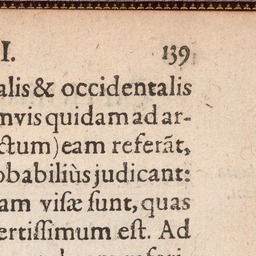 I. 139
alis & occidentalis
mvis quidam ad ar-
ctum) eam referãt,
obabiliùs judicant:
am visæ sunt, quas
ertissimum est. Ad